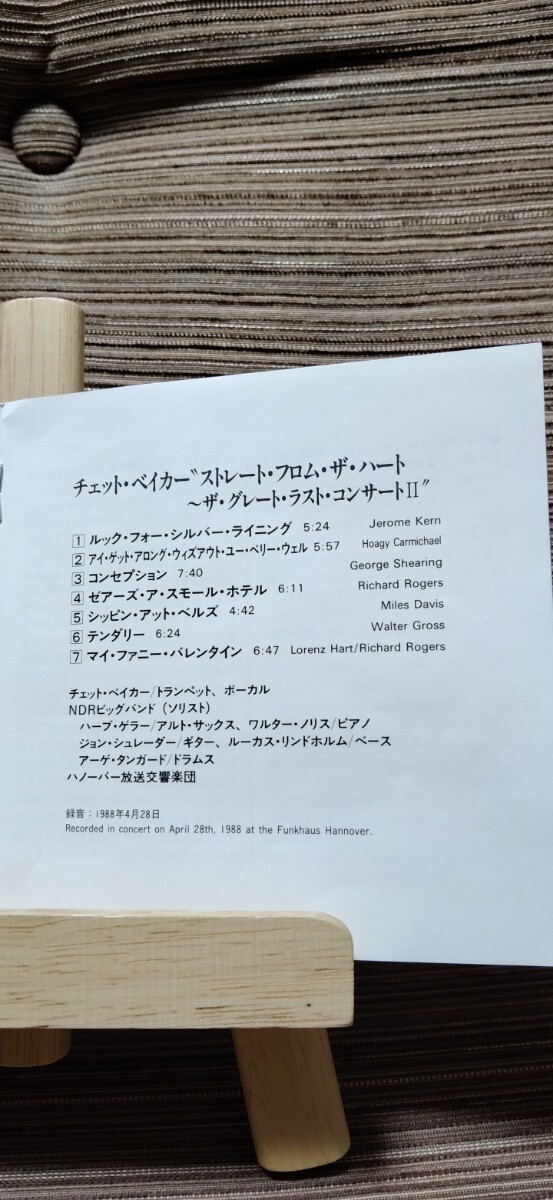 チェット・ベイカー〝ストレート・フロム・ザ・ハート
～ザ・グレート・ラスト・コンサートII〟
1 ルック・フォー・シルバー・ライニング 5:24 Jerome Kern
2 アイ・ゲット・アロング・ウィズアウト・ユー・ベリー・ウェル 5:57 Hoagy Carmichael
3 コンセプション 7:40 George Shearing
4 ゼアーズ・ア・スモール・ホテル 6:11 Richard Rogers
5 シッピン・アット・ベルズ 4:42 Miles Davis
6 テンダリー 6:24 Walter Gross
7 マイ・ファニー・バレンタイン 6:47 Lorenz Hart/Richard Rogers
チェット・ベイカー/トランペット、ボーカル
NDRビッグバンド（ソリスト）
ハーブ・ゲラー/アルト・サックス、ワルター・ノリス/ピアノ
ジョン・シュレーダー/ギター、ルーカス・リンドホルム/ベース
アーゲ・タンガード/ドラムス
ハノーバー放送交響楽団
録音：1988年4月28日
Recorded in concert on April 28th, 1988 at the Funkhaus Hannover.